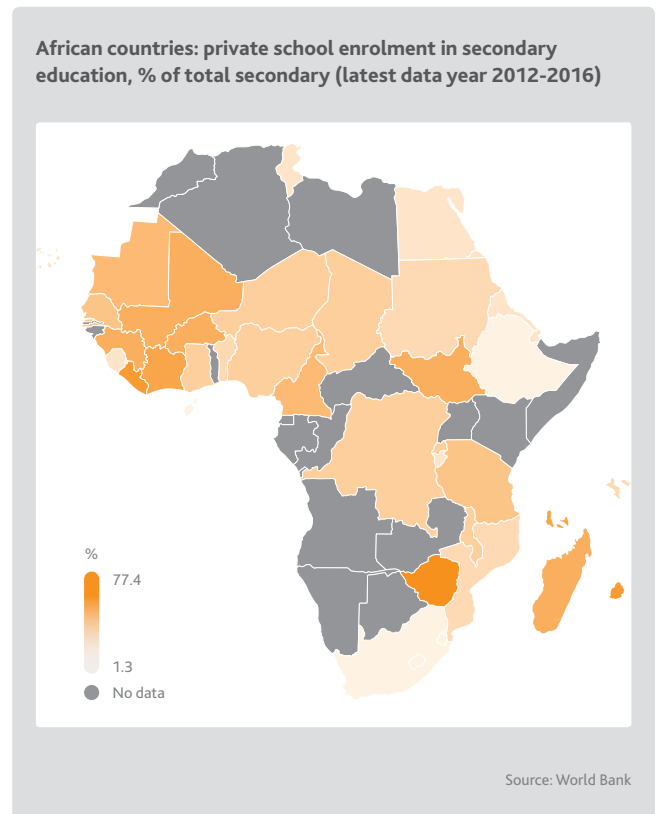 African countries: private school enrolment in secondary
education, % of total secondary (latest data year 2012-2016)
%
77.4
1.3
No data
Source: World Bank